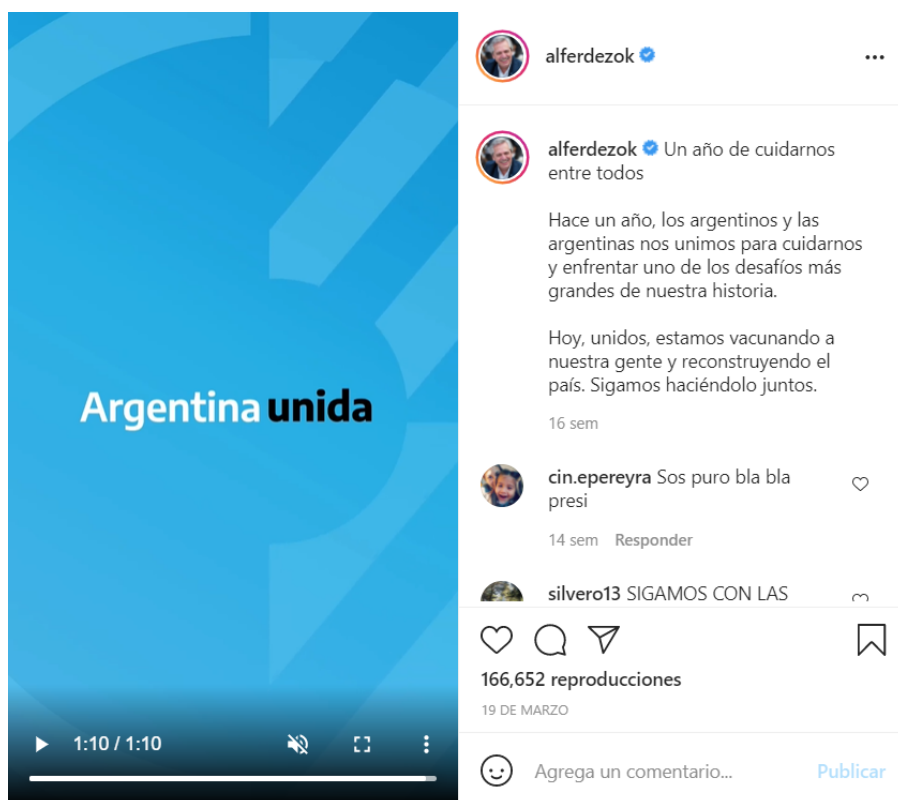 Argentina unida
1:10 / 1:10
alferdezok
alferdezok Un año de cuidarnos
entre todos
Hace un año, los argentinos y las
argentinas nos unimos para cuidarnos
y enfrentar uno de los desafíos más
grandes de nuestra historia.
Hoy, unidos, estamos vacunando a
nuestra gente y reconstruyendo el
país. Sigamos haciéndolo juntos.
16 sem
cin.epereyra Sos puro bla bla
presi
14 sem Responder
silvero13 SIGAMOS CON LAS
166,652 reproducciones
19 DE MARZO
Agrega un comentario... Publicar